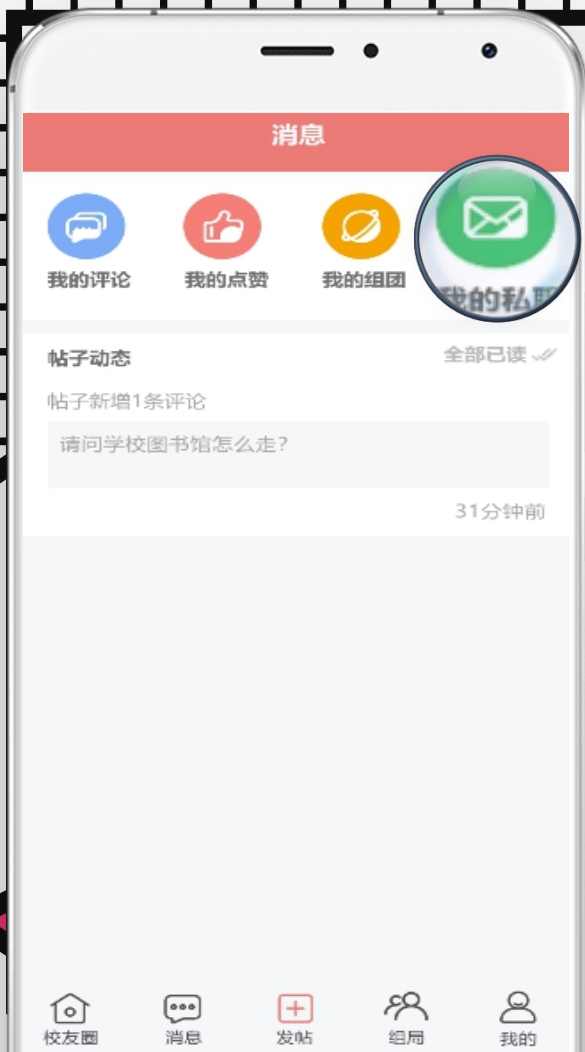 消息
我的评论 我的点赞 我的组团 我的私聊
帖子动态 全部已读
帖子新增1条评论
请问学校图书馆怎么走?
31分钟前
校友圈 消息 发帖 组局 我的